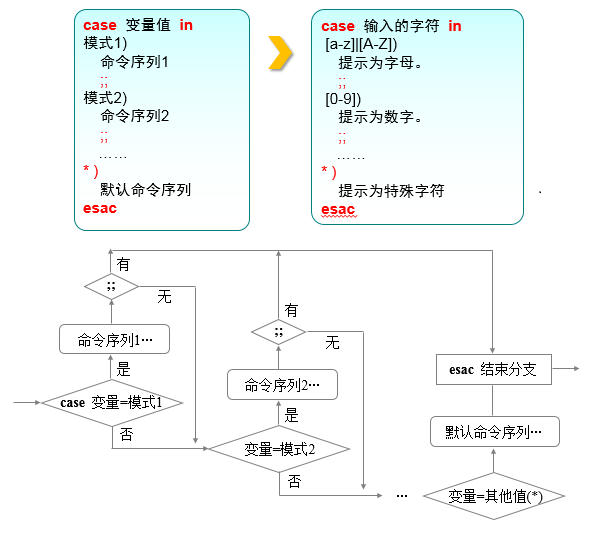 case 变量值 in
模式1)
命令序列1
;;
模式2)
命令序列2
;;
……
* )
默认命令序列
esac
case 输入的字符 in
[a-z]|[A-Z])
提示为字母。
;;
[0-9])
提示为数字。
;;
……
* )
提示为特殊字符
esac
.
有
;;
无
命令序列1…
是
case 变量=模式1
否
有
;;
无
命令序列2…
是
变量=模式2
否
…
esac 结束分支
默认命令序列…
变量=其他值(*)